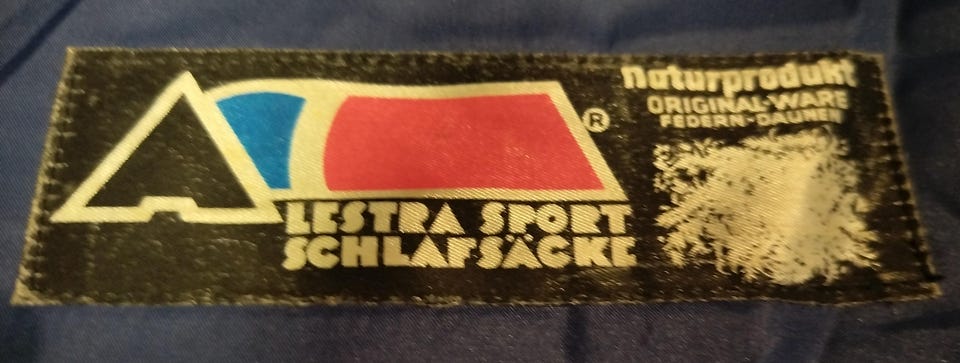 LESTRA SPORT
SCHLAFSÄCKE
®
naturprodukt
ORIGINAL-WARE
FEDERN-DAUNEN